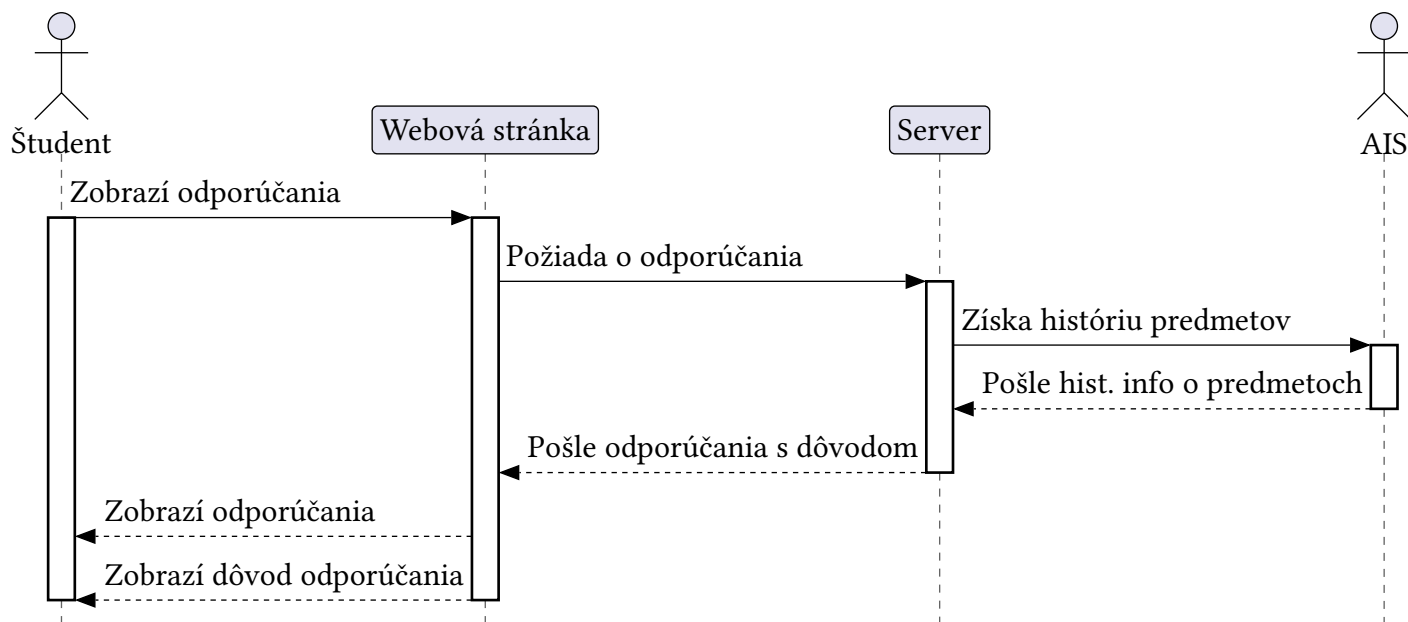 Študent
Webová stránka
Server
AIS
Zobrazí odporúčania
Požiada o odporúčania
Získa históriu predmetov
Pošle hist. info o predmetoch
Pošle odporúčania s dôvodom
Zobrazí odporúčania
Zobrazí dôvod odporúčania